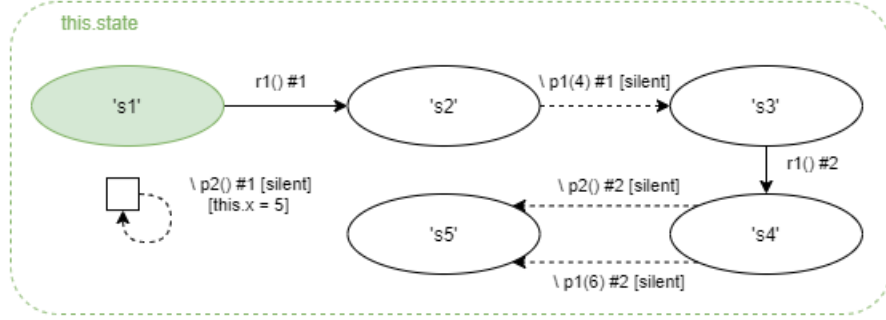 this.state
r1() #1
\ p1(4) #1 [silent]
's1'
's2'
's3'
r1() #2
\ p2() #1 [silent]
[this.x = 5]
\ p2() #2 [silent]
's5'
's4'
\ p1(6) #2 [silent]